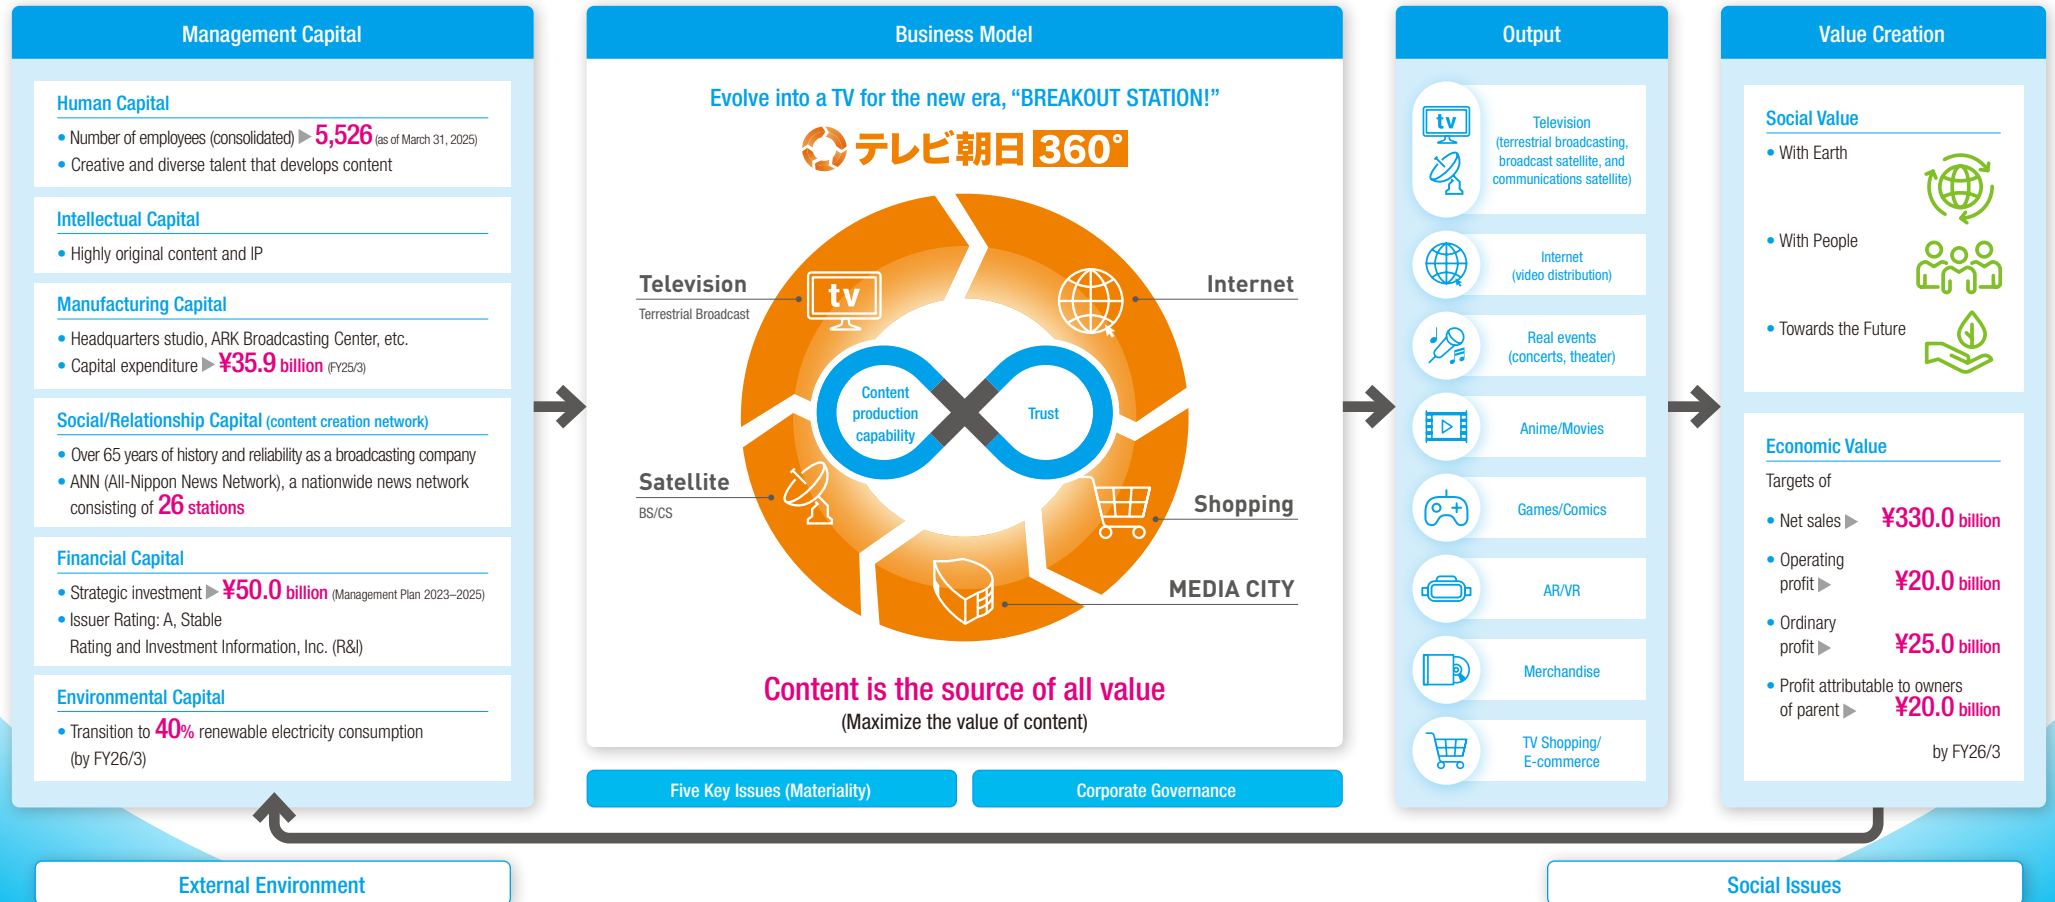 Management Capital
Human Capital
• Number of employees (consolidated) ▶ 5,526 (as of March 31, 2025)
• Creative and diverse talent that develops content
Intellectual Capital
• Highly original content and IP
Manufacturing Capital
• Headquarters studio, ARK Broadcasting Center, etc.
• Capital expenditure ▶ ¥35.9 billion (FY25/3)
Social/Relationship Capital (content creation network)
• Over 65 years of history and reliability as a broadcasting company
• ANN (All-Nippon News Network), a nationwide news network
consisting of 26 stations
Financial Capital
• Strategic investment ▶ ¥50.0 billion (Management Plan 2023–2025)
• Issuer Rating: A, Stable
Rating and Investment Information, Inc. (R&I)
Environmental Capital
• Transition to 40% renewable electricity consumption
(by FY26/3)
Business Model
Evolve into a TV for the new era, “BREAKOUT STATION!”
テレビ朝日 360°
Television
Terrestrial Broadcast
tv
Internet
Content
production
capability
Trust
Satellite
BS/CS
Shopping
MEDIA CITY
Content is the source of all value
(Maximize the value of content)
Five Key Issues (Materiality)
Corporate Governance
Output
tv
Television
(terrestrial broadcasting,
broadcast satellite, and
communications satellite)
Internet
(video distribution)
Real events
(concerts, theater)
Anime/Movies
Games/Comics
AR/VR
Merchandise
TV Shopping/
E-commerce
Value Creation
Social Value
• With Earth
• With People
• Towards the Future
Economic Value
Targets of
• Net sales ▶ ¥330.0 billion
• Operating
profit ▶ ¥20.0 billion
• Ordinary
profit ▶ ¥25.0 billion
• Profit attributable to owners
of parent ▶ ¥20.0 billion
by FY26/3
External Environment
Social Issues